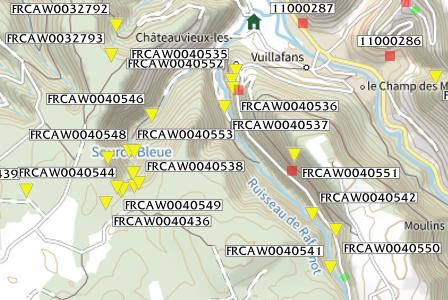 FRCAW0032792
11000287
FRCAW0032793
Châteauvieux-les-
FRCAW0040535
Vuillafans
11000286
FRCAW0040552
le Champ des M
FRCAW0040546
FRCAW0040536
FRCAW0040537
FRCAW0040548
FRCAW0040553
Source Bleue
439
FRCAW0040544
FRCAW0040538
FRCAW0040551
FRCAW0040542
FRCAW0040549
FRCAW0040436
Moulins
FRCAW0040541
FRCAW0040550
Ruisseau de